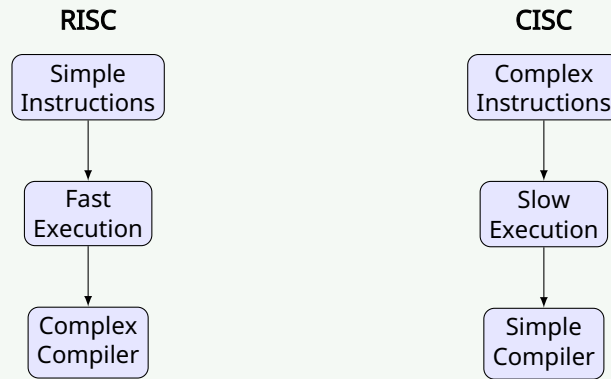 RISC
Simple
Instructions
Fast
Execution
Complex
Compiler
CISC
Complex
Instructions
Slow
Execution
Simple
Compiler